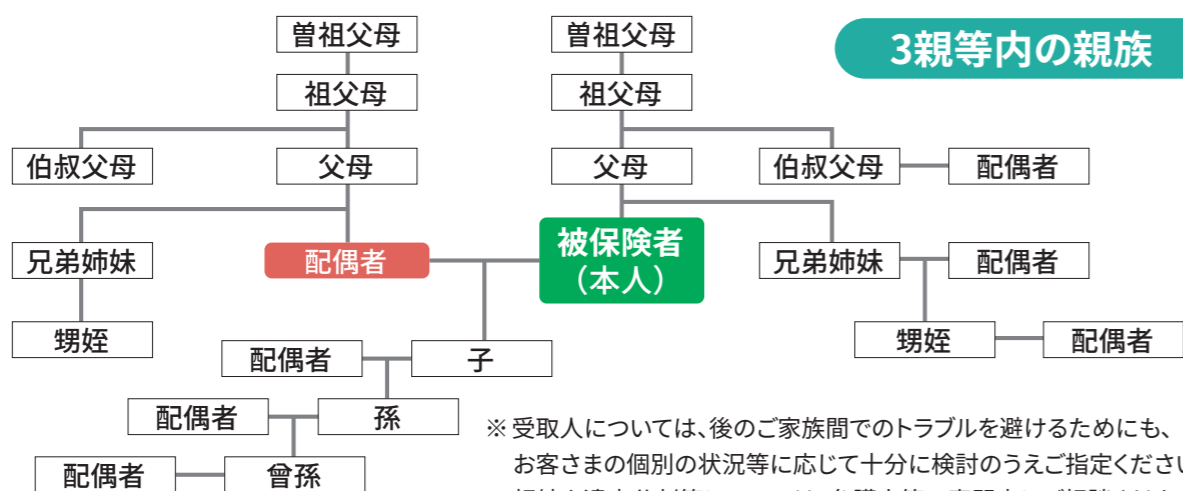 曽祖父母
曽祖父母
3親等内の親族
祖父母
祖父母
伯叔父母
父母
父母
伯叔父母
配偶者
兄弟姉妹
配偶者
被保険者
（本人）
兄弟姉妹
配偶者
甥姪
配偶者
子
甥姪
配偶者
配偶者
孫
配偶者
曾孫
※受取人については、後のご家族間でのトラブルを避けるためにも、
お客さまの個別の状況等に応じて十分に検討のうえご指定ください